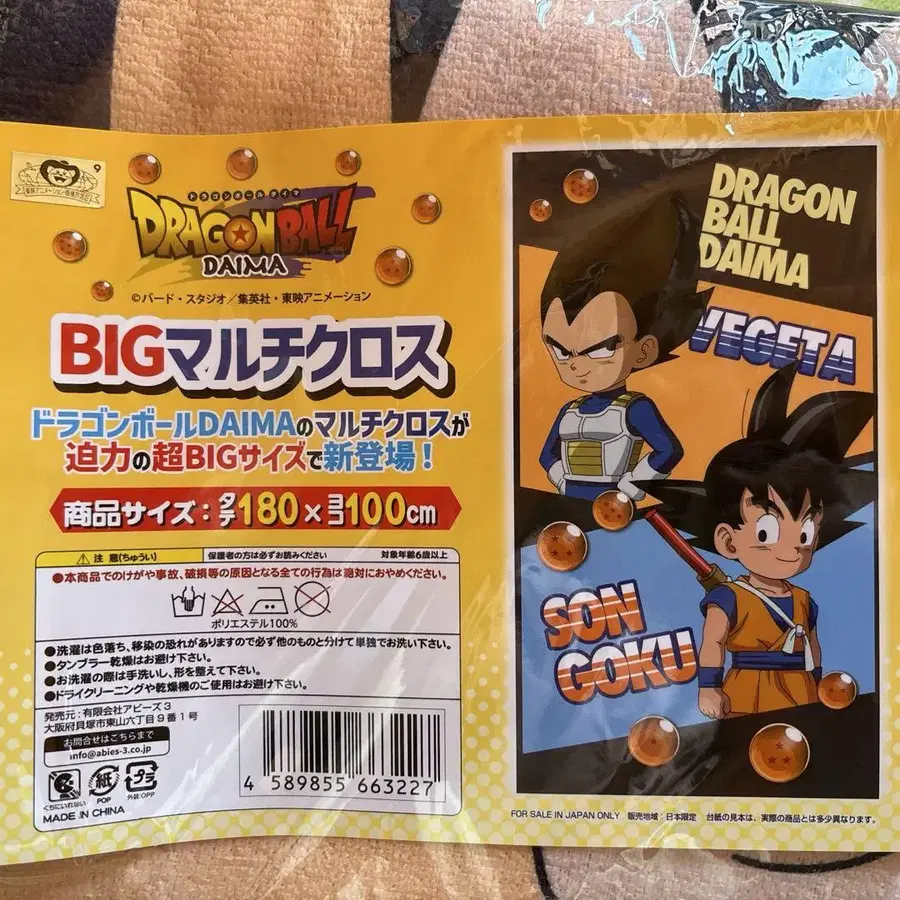 ドラゴンボールダイマ
DRAGON BALL
DAIMA
©バード・スタジオ/集英社・東映アニメーション
BIGマルチクロス
ドラゴンボールDAIMAのマルチクロスが
迫力の超BIGサイズで新登場!
商品サイズ:タテ180×ヨコ100cm
⚠注意(ちゅうい) 保護者の方は必ずお読みください 対象年齢6歳以上
●本商品でのけがや事故、破損等の原因となる全ての行為は絶対におやめください。
ポリエステル100%
●洗濯は色落ち、移染の恐れがありますので必ず他のものと分けて単独でお洗い下さい。
●タンブラー乾燥はお避け下さい。
●お洗濯の際は手洗いし、形を整えて下さい。
●ドライクリーニングや乾燥機のご使用はお避け下さい。
発売元:有限会社アビーズ3
大阪府貝塚市東山六丁目9番1号
お問合せはこちらまで
info@abies-3.co.jp
くちにいれない
紙
POP
プラ
外装:OPP
MADE IN CHINA
4 589855 663227
DRAGON
BALL
DAIMA
VEGETA
SON
GOKU
FOR SALE IN JAPAN ONLY 販売地域:日本限定 台紙の見本は、実際の商品とは多少異なります。